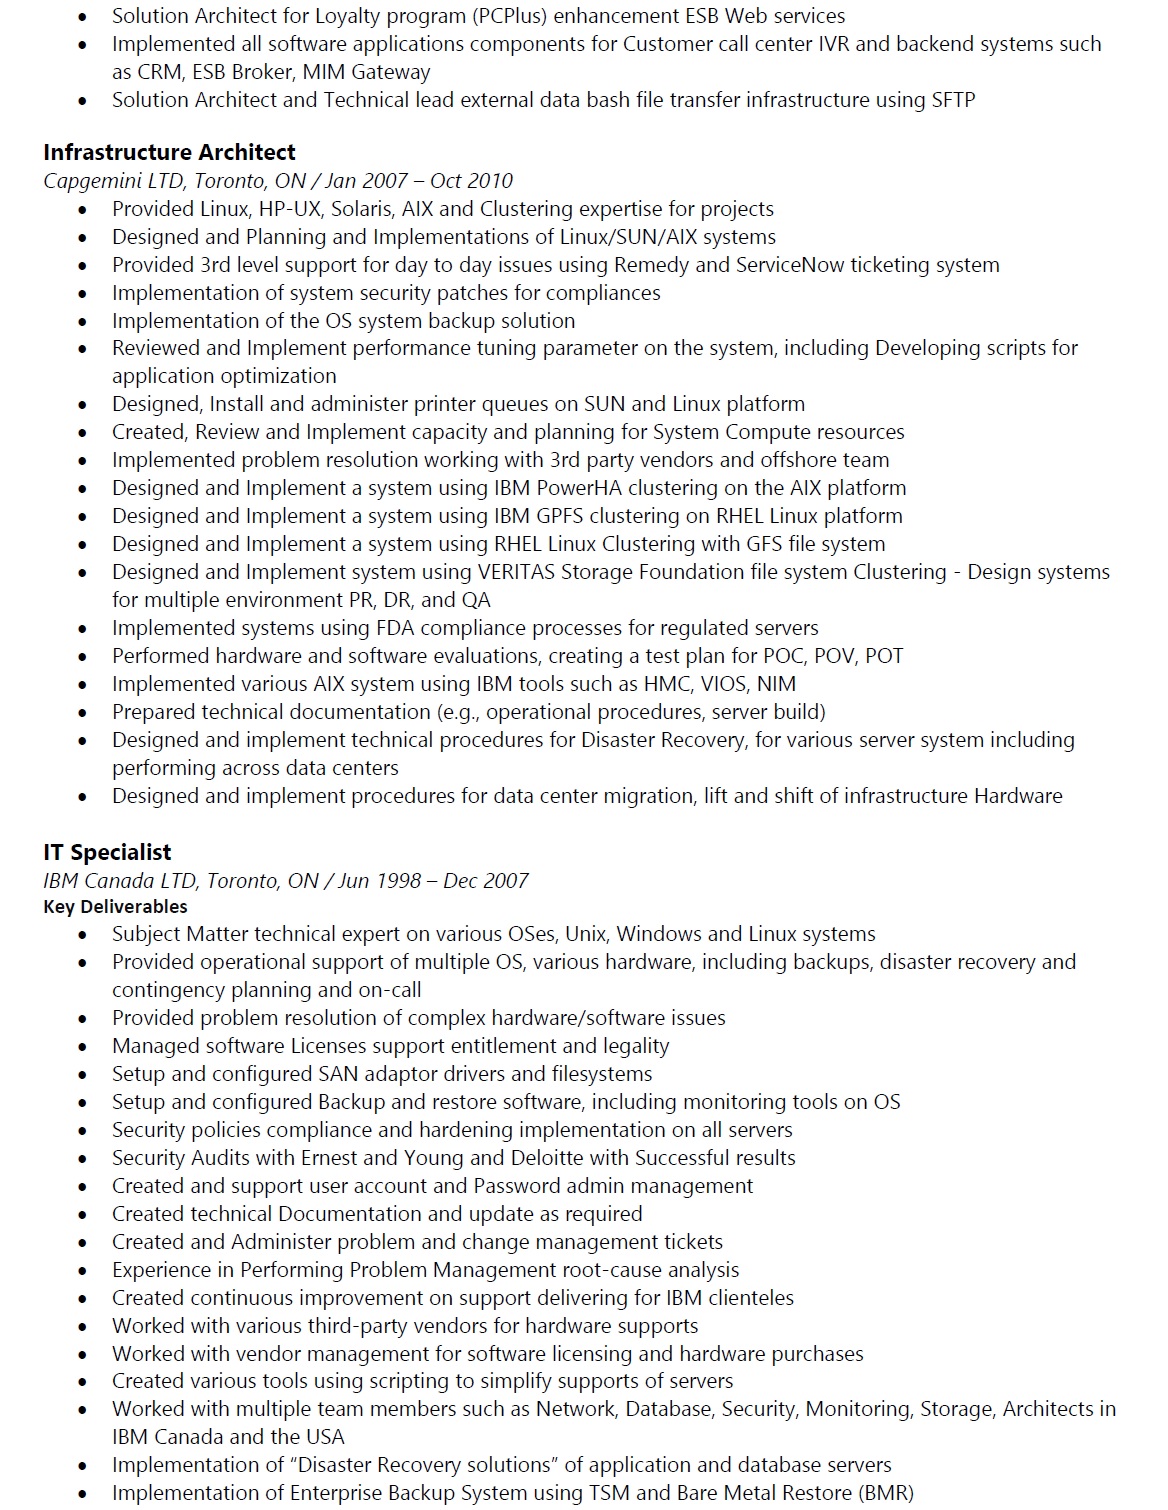 • Solution Architect for Loyalty program (PCPlus) enhancement ESB Web services
• Implemented all software applications components for Customer call center IVR and backend systems such
as CRM, ESB Broker, MIM Gateway
• Solution Architect and Technical lead external data bash file transfer infrastructure using SFTP
Infrastructure Architect
Capgemini LTD, Toronto, ON / Jan 2007 – Oct 2010
• Provided Linux, HP-UX, Solaris, AIX and Clustering expertise for projects
• Designed and Planning and Implementations of Linux/SUN/AIX systems
• Provided 3rd level support for day to day issues using Remedy and ServiceNow ticketing system
• Implementation of system security patches for compliances
• Implementation of the OS system backup solution
• Reviewed and Implement performance tuning parameter on the system, including Developing scripts for
application optimization
• Designed, Install and administer printer queues on SUN and Linux platform
• Created, Review and Implement capacity and planning for System Compute resources
• Implemented problem resolution working with 3rd party vendors and offshore team
• Designed and Implement a system using IBM PowerHA clustering on the AIX platform
• Designed and Implement a system using IBM GPFS clustering on RHEL Linux platform
• Designed and Implement a system using RHEL Linux Clustering with GFS file system
• Designed and Implement system using VERITAS Storage Foundation file system Clustering - Design systems
for multiple environment PR, DR, and QA
• Implemented systems using FDA compliance processes for regulated servers
• Performed hardware and software evaluations, creating a test plan for POC, POV, POT
• Implemented various AIX system using IBM tools such as HMC, VIOS, NIM
• Prepared technical documentation (e.g., operational procedures, server build)
• Designed and implement technical procedures for Disaster Recovery, for various server system including
performing across data centers
• Designed and implement procedures for data center migration, lift and shift of infrastructure Hardware
IT Specialist
IBM Canada LTD, Toronto, ON / Jun 1998 – Dec 2007
Key Deliverables
• Subject Matter technical expert on various OSes, Unix, Windows and Linux systems
• Provided operational support of multiple OS, various hardware, including backups, disaster recovery and
contingency planning and on-call
• Provided problem resolution of complex hardware/software issues
• Managed software Licenses support entitlement and legality
• Setup and configured SAN adaptor drivers and filesystems
• Setup and configured Backup and restore software, including monitoring tools on OS
• Security policies compliance and hardening implementation on all servers
• Security Audits with Ernest and Young and Deloitte with Successful results
• Created and support user account and Password admin management
• Created technical Documentation and update as required
• Created and Administer problem and change management tickets
• Experience in Performing Problem Management root-cause analysis
• Created continuous improvement on support delivering for IBM clienteles
• Worked with various third-party vendors for hardware supports
• Worked with vendor management for software licensing and hardware purchases
• Created various tools using scripting to simplify supports of servers
• Worked with multiple team members such as Network, Database, Security, Monitoring, Storage, Architects in
IBM Canada and the USA
• Implementation of “Disaster Recovery solutions” of application and database servers
• Implementation of Enterprise Backup System using TSM and Bare Metal Restore (BMR)